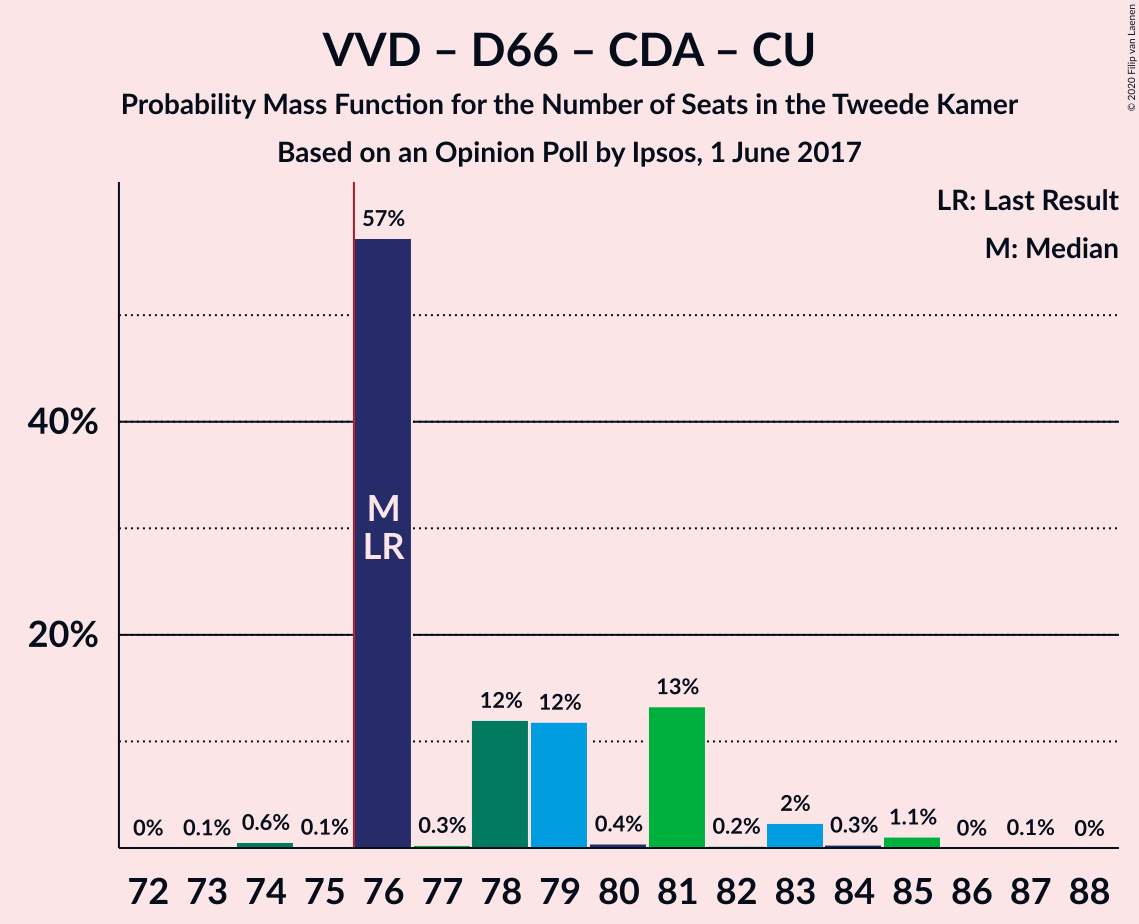 VVD – D66 – CDA – CU
Probability Mass Function for the Number of Seats in the Tweede Kamer
Based on an Opinion Poll by Ipsos, 1 June 2017
© 2020 Filip van Laenen
LR: Last Result
M: Median
40%
20%
0% 0.1% 0.6% 0.1% 57% 0.3% 12% 12% 0.4% 13% 0.2% 2% 0.3% 1.1% 0% 0.1% 0%
M
LR
72 73 74 75 76 77 78 79 80 81 82 83 84 85 86 87 88